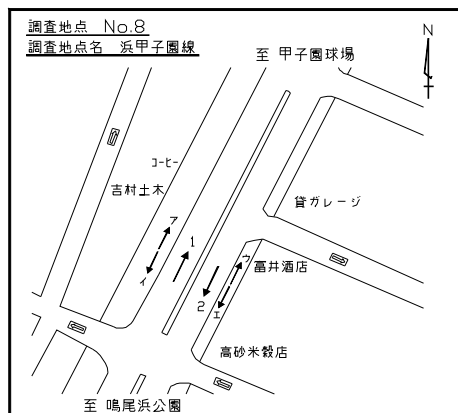 調査地点 No.8
調査地点名 浜甲子園線
至 甲子園球場
N
コーヒー
吉村土木
貸ガレージ
ア
1
イ
ウ
富井酒店
2
エ
高砂米穀店
至 鳴尾浜公園